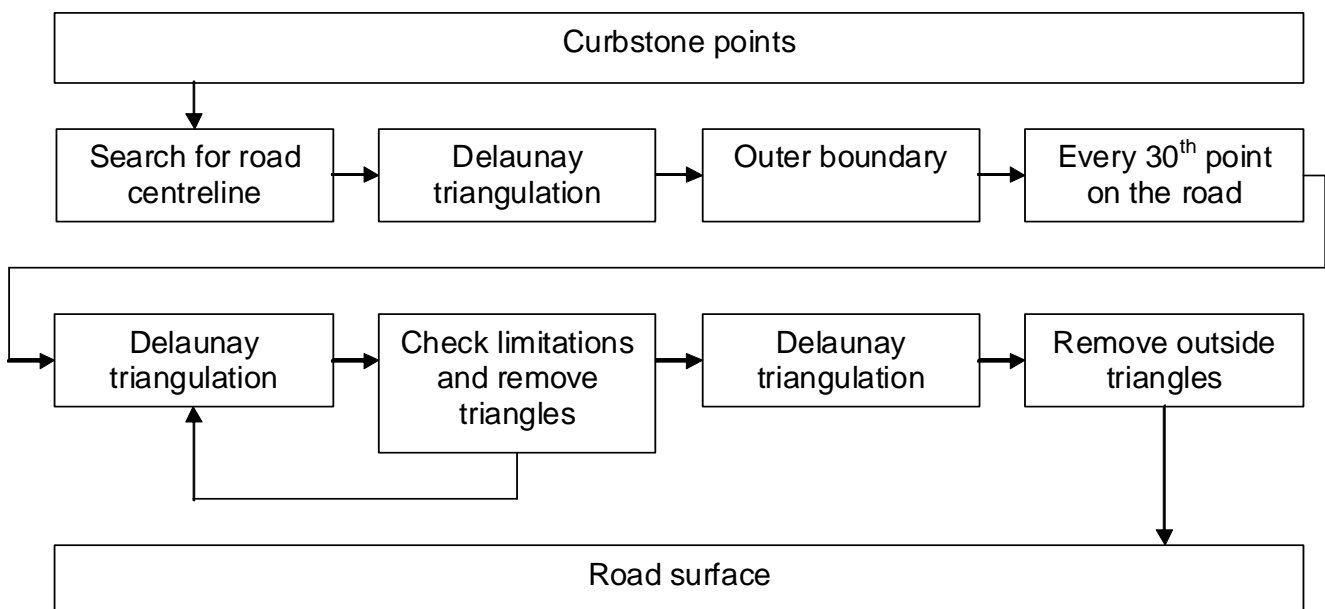 Curbstone points
Search for road
centreline
Delaunay
triangulation
Outer boundary
Every 30th point
on the road
Delaunay
triangulation
Check limitations
and remove
triangles
Delaunay
triangulation
Remove outside
triangles
Road surface